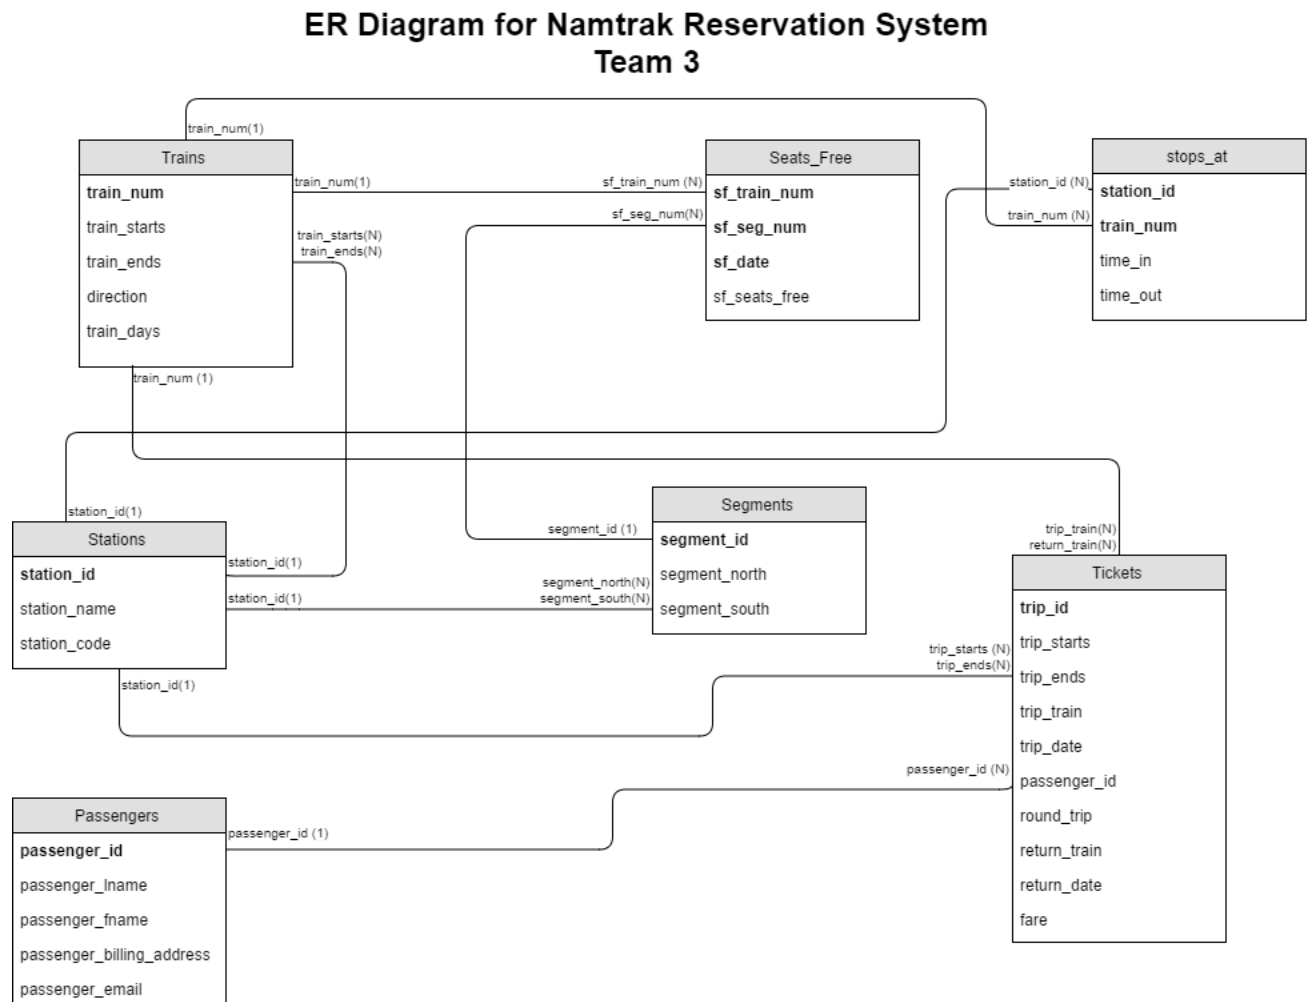 ER Diagram for Namtrak Reservation System
Team 3
train_num(1)
Trains
train_num
train_starts
train_ends
direction
train_days
train_num(1)
train_starts(N)
train_ends(N)
train_num (1)
sf_train_num (N)
sf_seg_num(N)
Seats_Free
sf_train_num
sf_seg_num
sf_date
sf_seats_free
station_id (N)
train_num (N)
stops_at
station_id
train_num
time_in
time_out
station_id(1)
Stations
station_id
station_name
station_code
station_id(1)
station_id(1)
station_id(1)
segment_id (1)
segment_north(N)
segment_south(N)
Segments
segment_id
segment_north
segment_south
trip_train(N)
return_train(N)
trip_starts (N)
trip_ends(N)
passenger_id (N)
Tickets
trip_id
trip_starts
trip_ends
trip_train
trip_date
passenger_id
round_trip
return_train
return_date
fare
Passengers
passenger_id
passenger_lname
passenger_fname
passenger_billing_address
passenger_email
passenger_id (1)